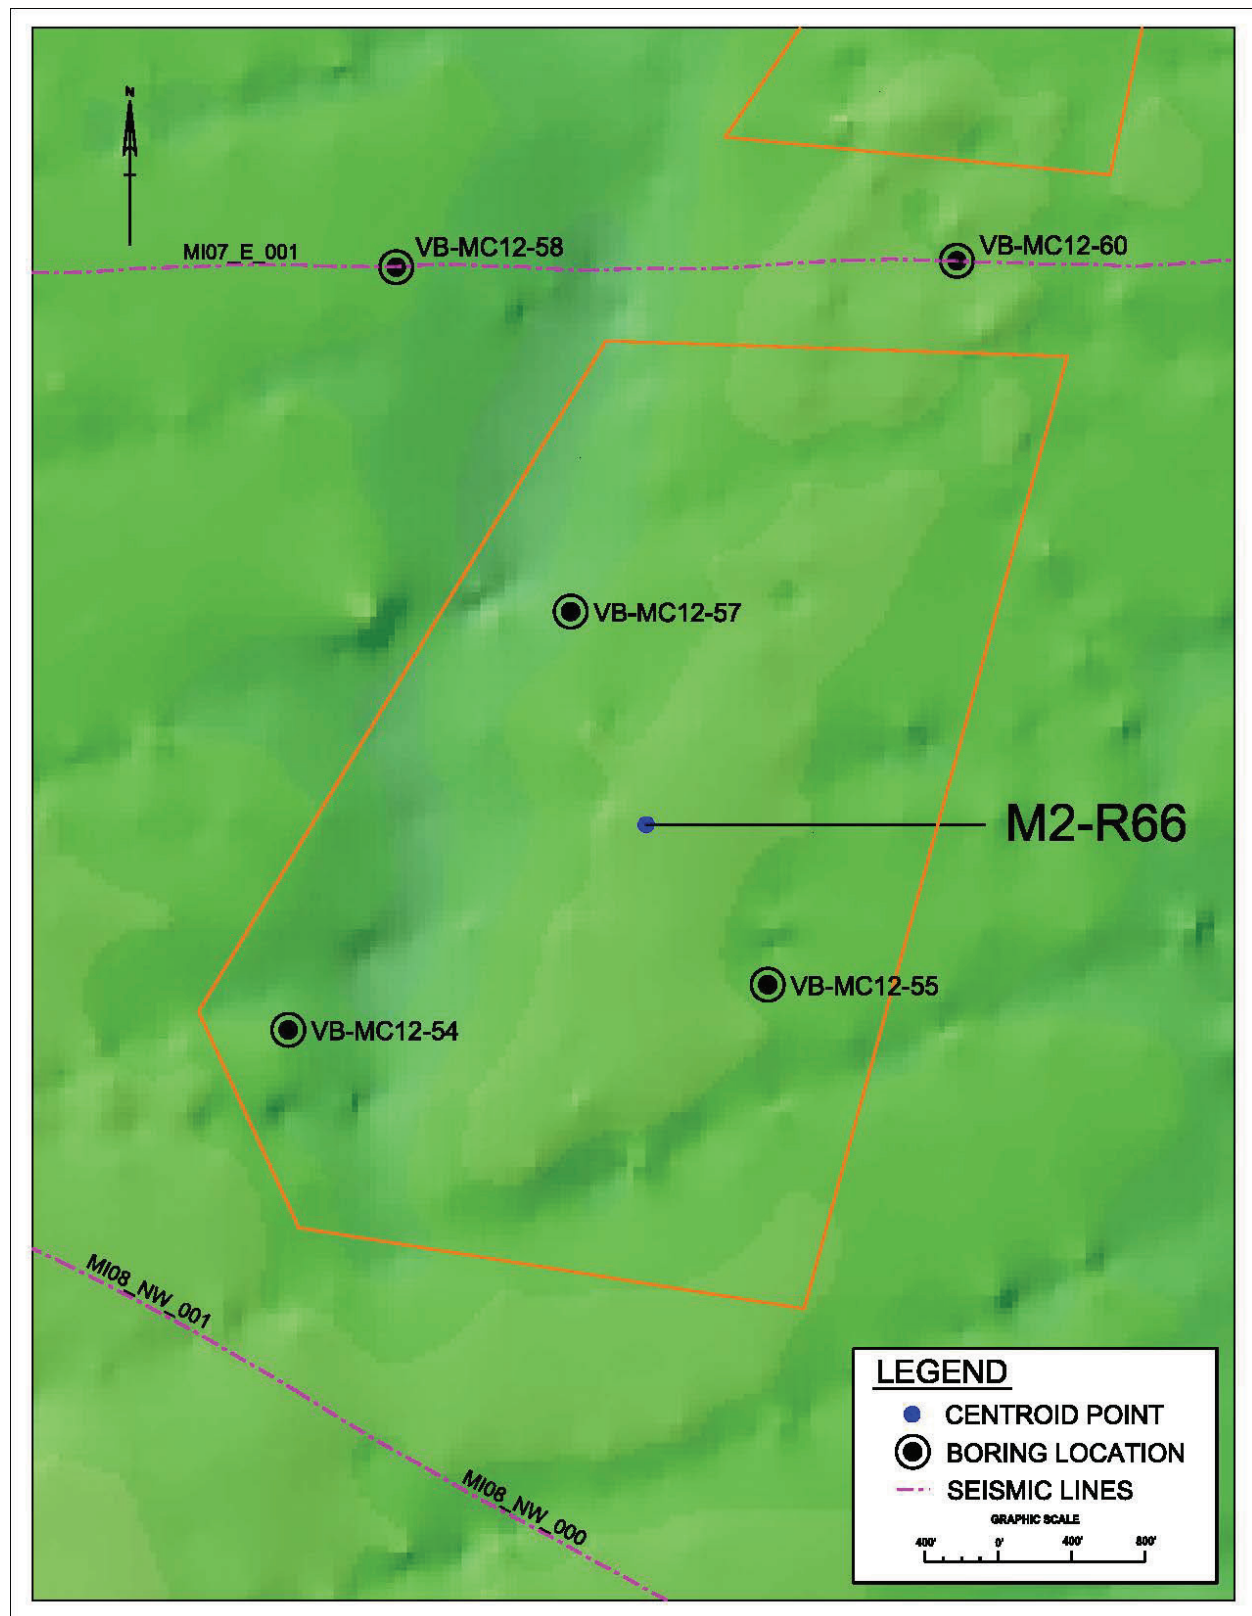 N
MI07_E_001
VB-MC12-58
VB-MC12-60
VB-MC12-57
M2-R66
VB-MC12-55
VB-MC12-54
MI08_NW_001
MI08_NW_000
LEGEND
CENTROID POINT
BORING LOCATION
SEISMIC LINES
GRAPHIC SCALE
400' 0' 400' 800'